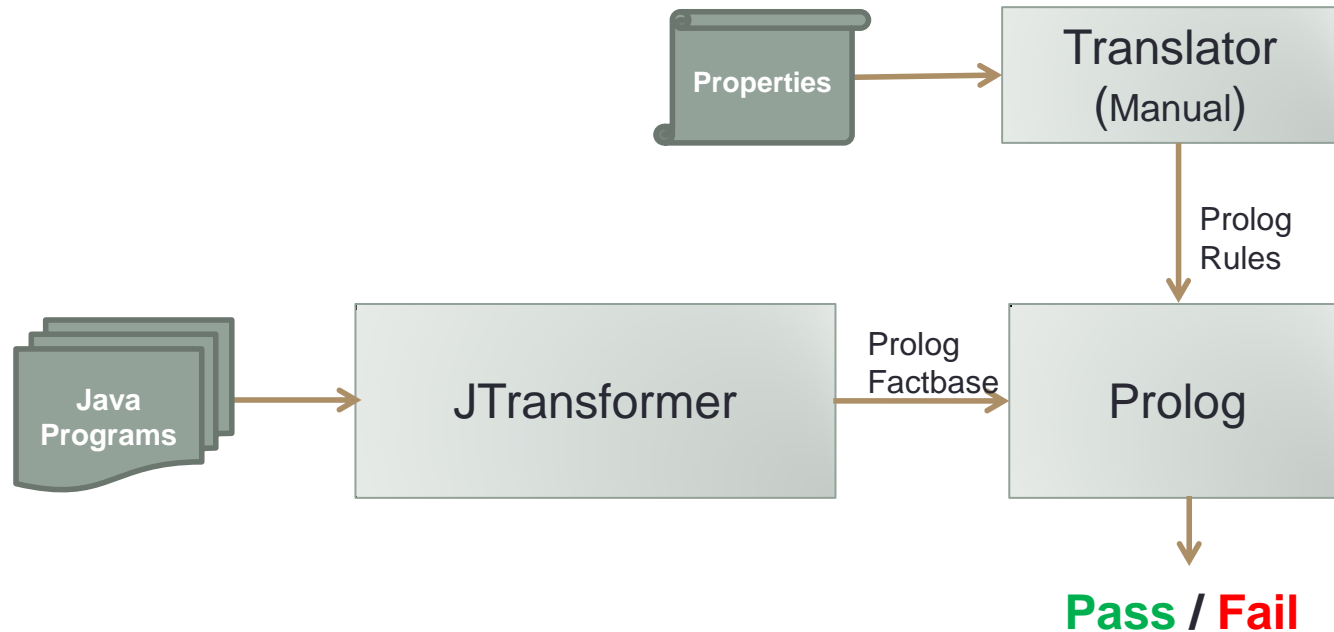 Properties
Translator
(Manual)
Prolog
Rules
Java
Programs
JTransformer
Prolog
Factbase
Prolog
Pass / Fail